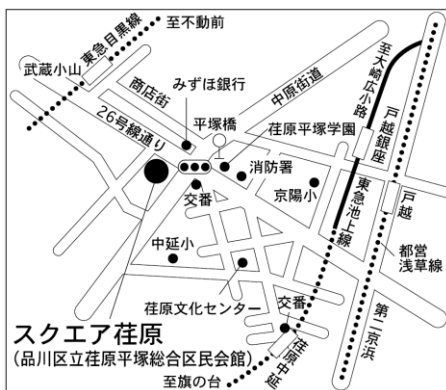 至不動前
東急目黒線
武蔵小山
商店街
みずほ銀行
中原街道
26号線通り
平塚橋
荏原平塚学園
消防署
京陽小
交番
中延小
荏原文化センター
交番
至大崎広小路
戸越銀座
戸越
東急池上線
都営
浅草線
第二京浜
荏原中延
スクエア荏原
(品川区立荏原平塚総合区民会館)
至旗の台